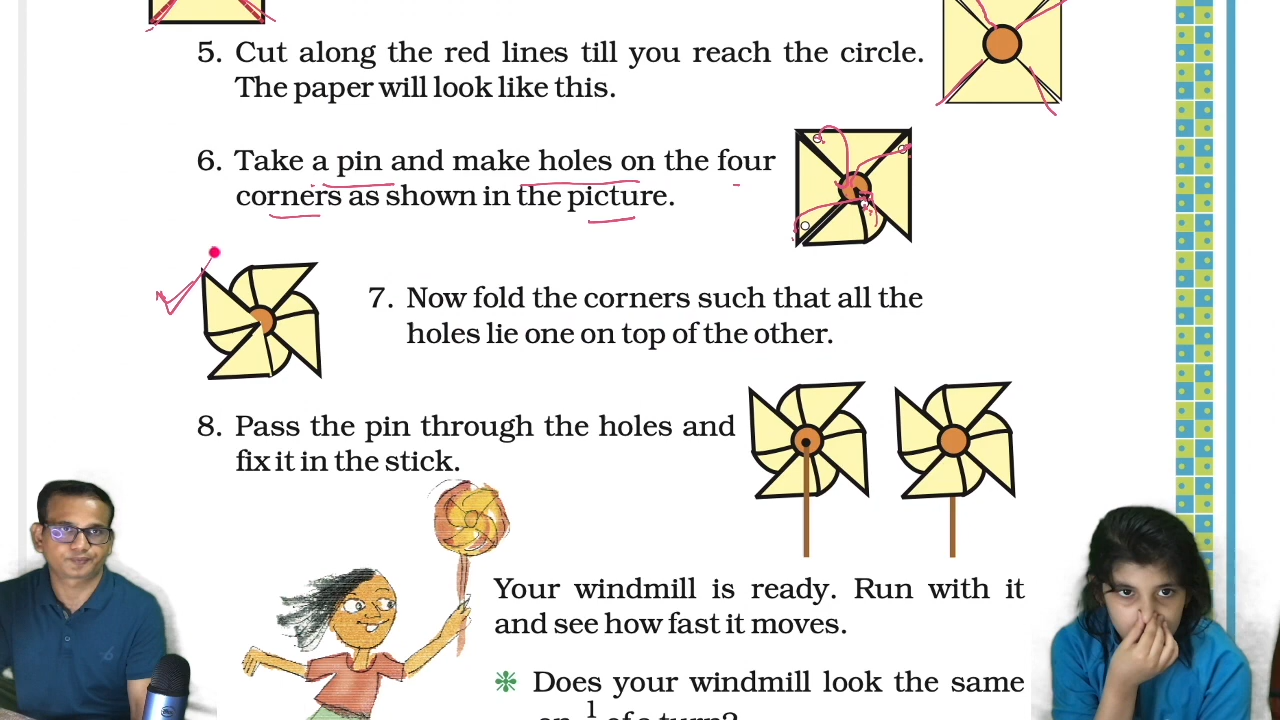 5. Cut along the red lines till you reach the circle.
The paper will look like this.
6. Take a pin and make holes on the four
corners as shown in the picture.
7. Now fold the corners such that all the
holes lie one on top of the other.
8. Pass the pin through the holes and
fix it in the stick.
Your windmill is ready. Run with it
and see how fast it moves.
❋ Does your windmill look the same
on 1 of a turn?